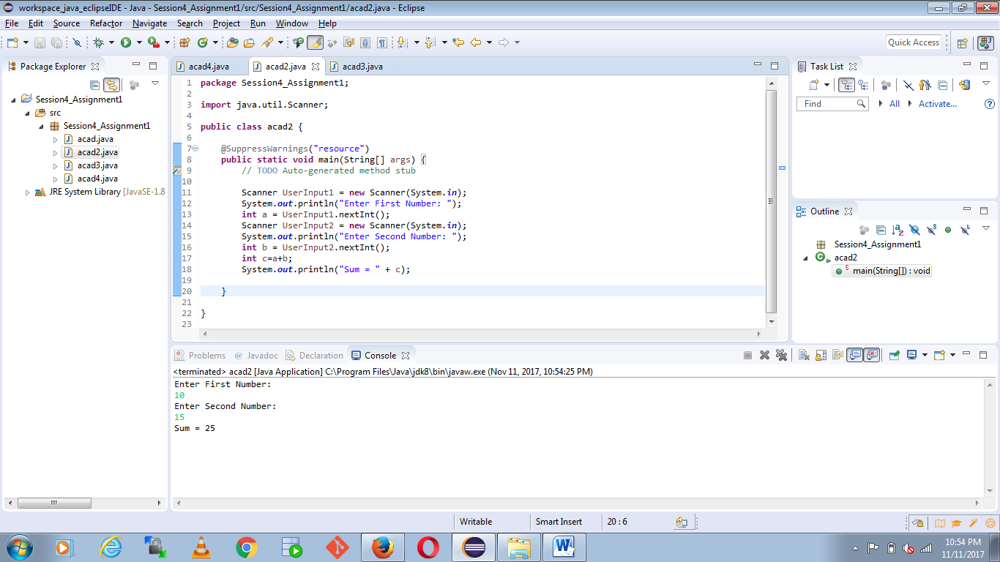 workspace_java_eclipseIDE - Java - Session4_Assignment1/src/Session4_Assignment1/acad2.java - Eclipse
File Edit Source Refactor Navigate Search Project Run Window Help
Quick Access
Package Explorer
Session4_Assignment1
src
Session4_Assignment1
acad.java
acad2.java
acad3.java
acad4.java
JRE System Library [JavaSE-1.8
acad4.java acad2.java acad3.java
1 package Session4_Assignment1;
2
3 import java.util.Scanner;
4
5 public class acad2 {
6
7 @SuppressWarnings("resource")
8 public static void main(String[] args) {
9 // TODO Auto-generated method stub
10
11 Scanner UserInput1 = new Scanner(System.in);
12 System.out.println("Enter First Number: ");
13 int a = UserInput1.nextInt();
14 Scanner UserInput2 = new Scanner(System.in);
15 System.out.println("Enter Second Number: ");
16 int b = UserInput2.nextInt();
17 int c=a+b;
18 System.out.println("Sum = " + c);
19
20 }
21
22 }
23
Task List
Find All Activate...
Outline
Session4_Assignment1
acad2
main(String[]) : void
Problems @ Javadoc Declaration Console
<terminated> acad2 [Java Application] C:\Program Files\Java\jdk8\bin\javaw.exe (Nov 11, 2017, 10:54:25 PM)
Enter First Number:
10
Enter Second Number:
15
Sum = 25
Writable Smart Insert 20 : 6
10:54 PM
11/11/2017